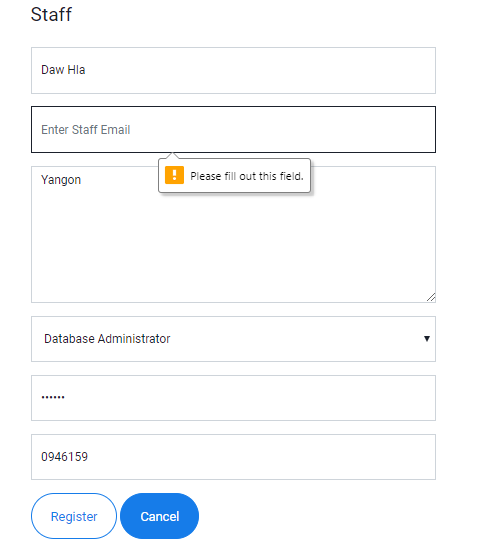 Staff
Daw Hla
Enter Staff Email
Please fill out this field.
Yangon
Database Administrator
••••••
0946159
Register Cancel